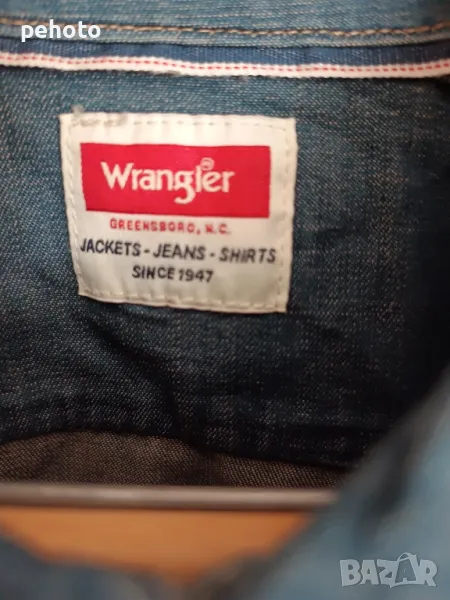 pehoto
Wrangler ®
GREENSBORO, N.C.
JACKETS - JEANS - SHIRTS
SINCE 1947
BAZAR